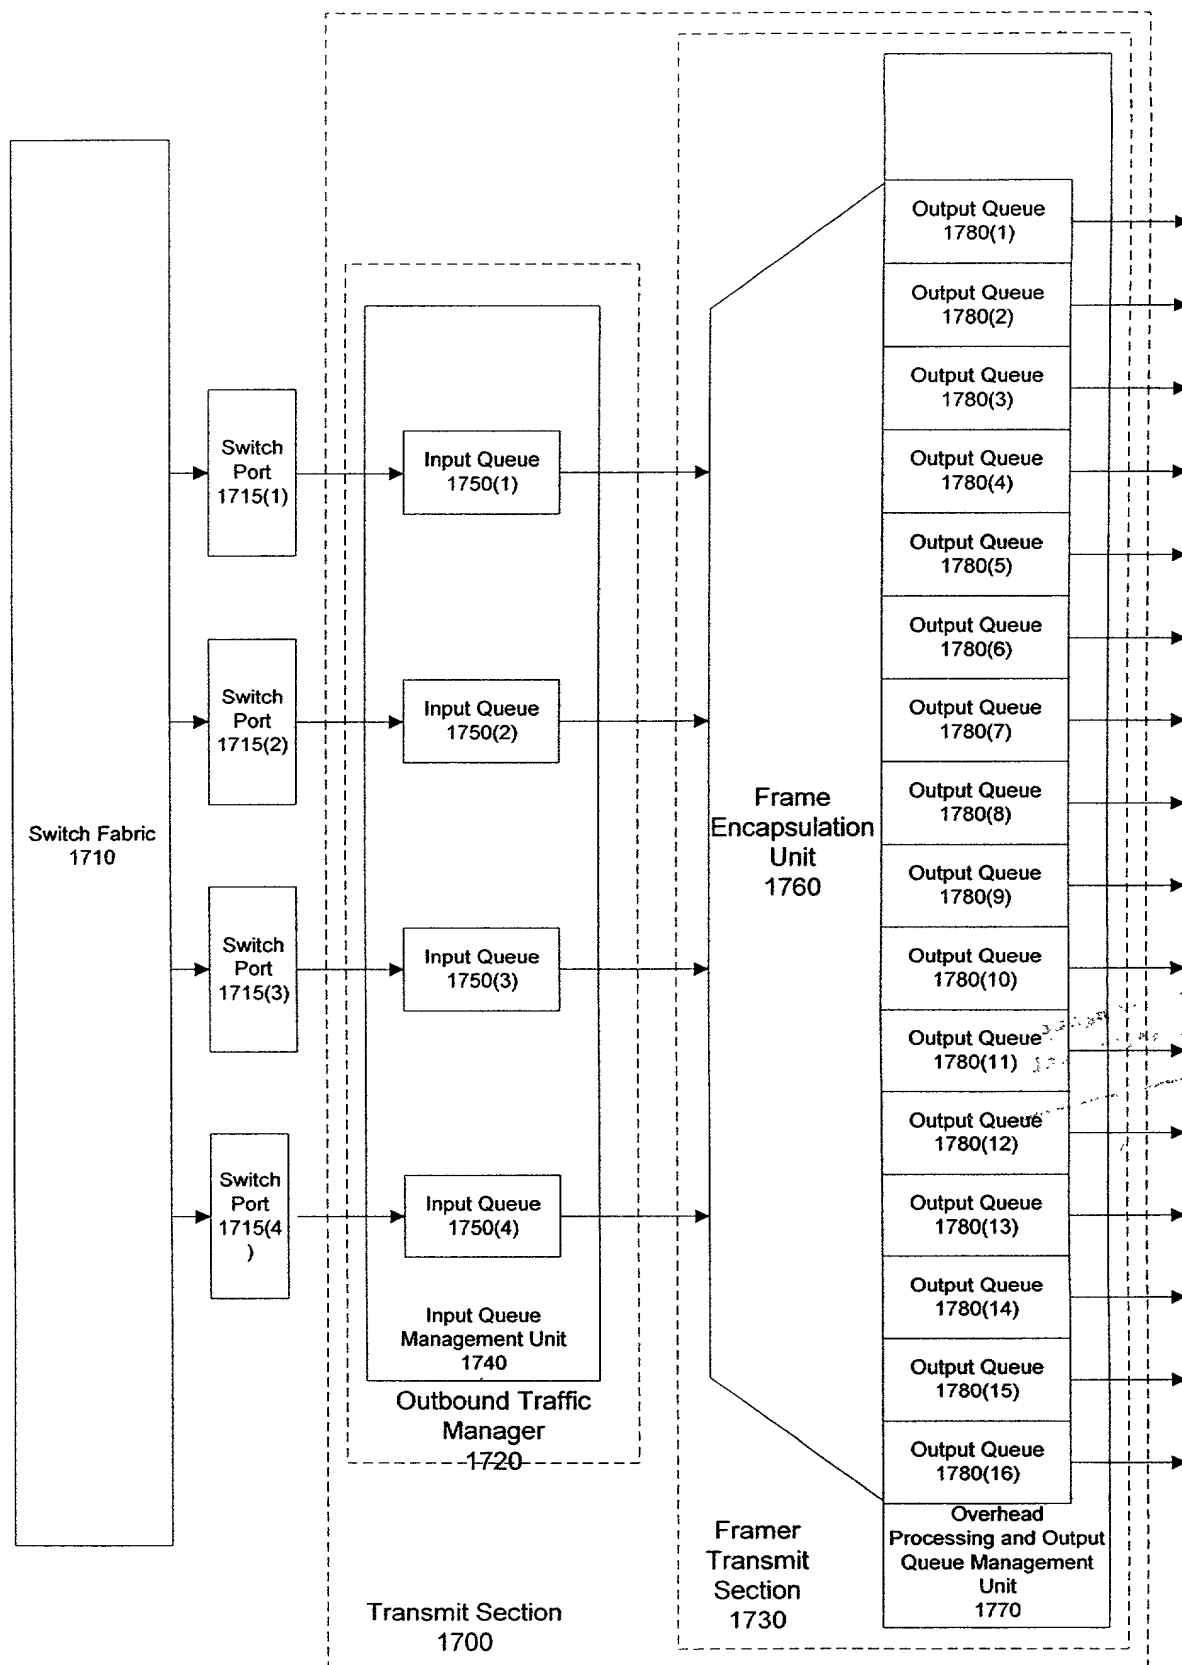 Switch Fabric
1710
Switch
Port
1715(1)
Switch
Port
1715(2)
Switch
Port
1715(3)
Switch
Port
1715(4
)
Input Queue
1750(1)
Input Queue
1750(2)
Input Queue
1750(3)
Input Queue
1750(4)
Input Queue
Management Unit
1740
Outbound Traffic
Manager
1720
Transmit Section
1700
Frame
Encapsulation
Unit
1760
Framer
Transmit
Section
1730
Output Queue
1780(1)
Output Queue
1780(2)
Output Queue
1780(3)
Output Queue
1780(4)
Output Queue
1780(5)
Output Queue
1780(6)
Output Queue
1780(7)
Output Queue
1780(8)
Output Queue
1780(9)
Output Queue
1780(10)
Output Queue
1780(11)
Output Queue
1780(12)
Output Queue
1780(13)
Output Queue
1780(14)
Output Queue
1780(15)
Output Queue
1780(16)
Overhead
Processing and Output
Queue Management
Unit
1770